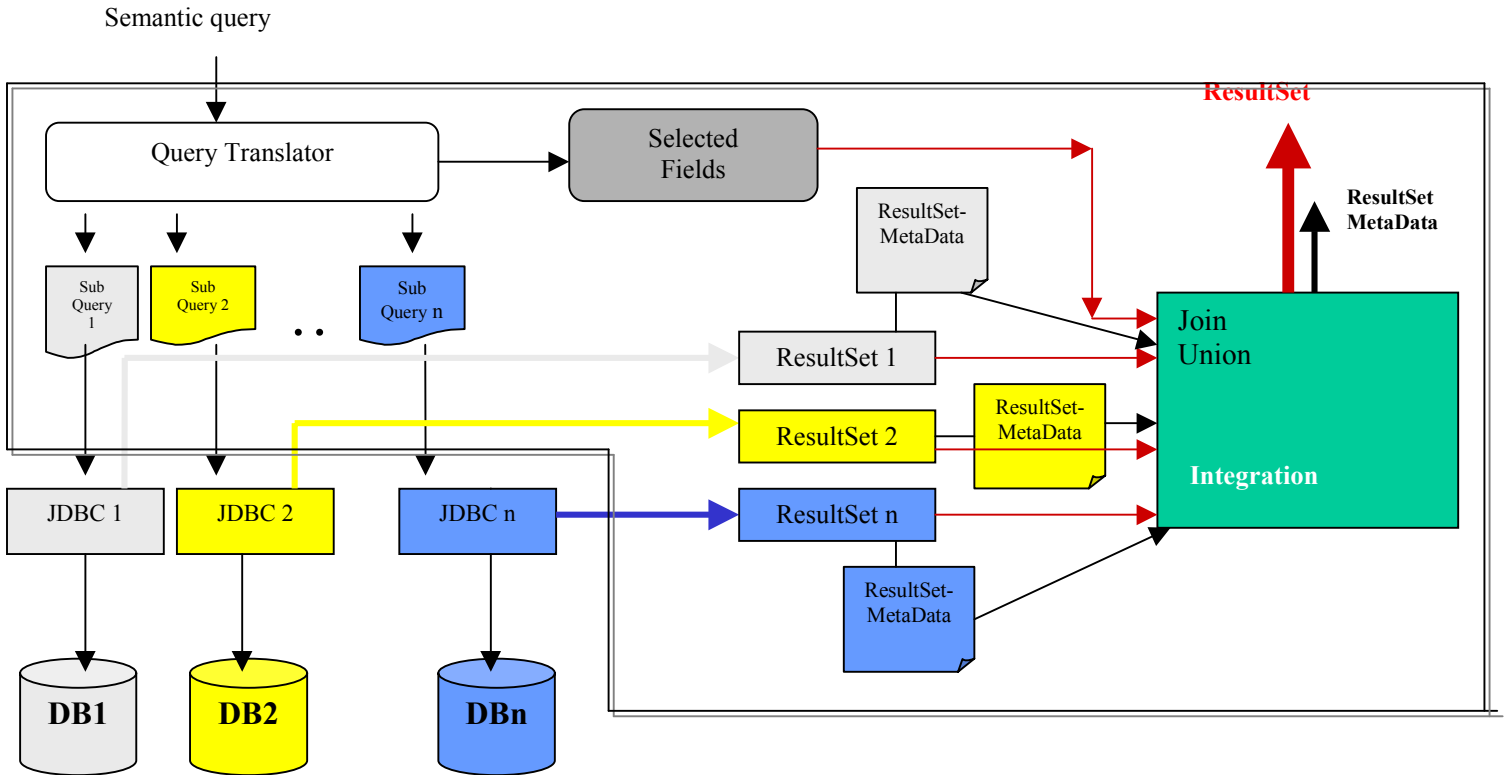 Semantic query
ResultSet
Query Translator
Selected
Fields
ResultSet-
MetaData
ResultSet
MetaData
Sub
Query
1
Sub
Query 2
. .
Sub
Query n
Join
Union
ResultSet 1
ResultSet 2
ResultSet-
MetaData
Integration
JDBC 1
JDBC 2
JDBC n
ResultSet n
ResultSet-
MetaData
DB1
DB2
DBn